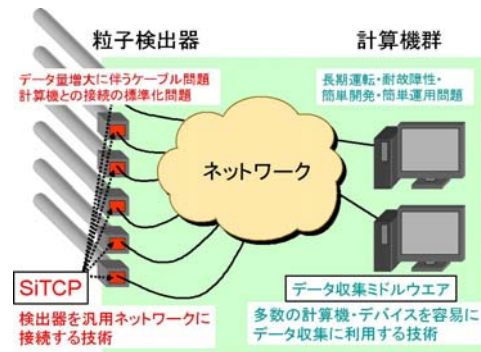 粒子検出器
計算機群
データ量増大に伴うケーブル問題
計算機との接続の標準化問題
長期運転・耐故障性・
簡単開発・簡単運用問題
ネットワーク
SiTCP
検出器を汎用ネットワークに
接続する技術
データ収集ミドルウエア
多数の計算機・デバイスを容易に
データ収集に利用する技術